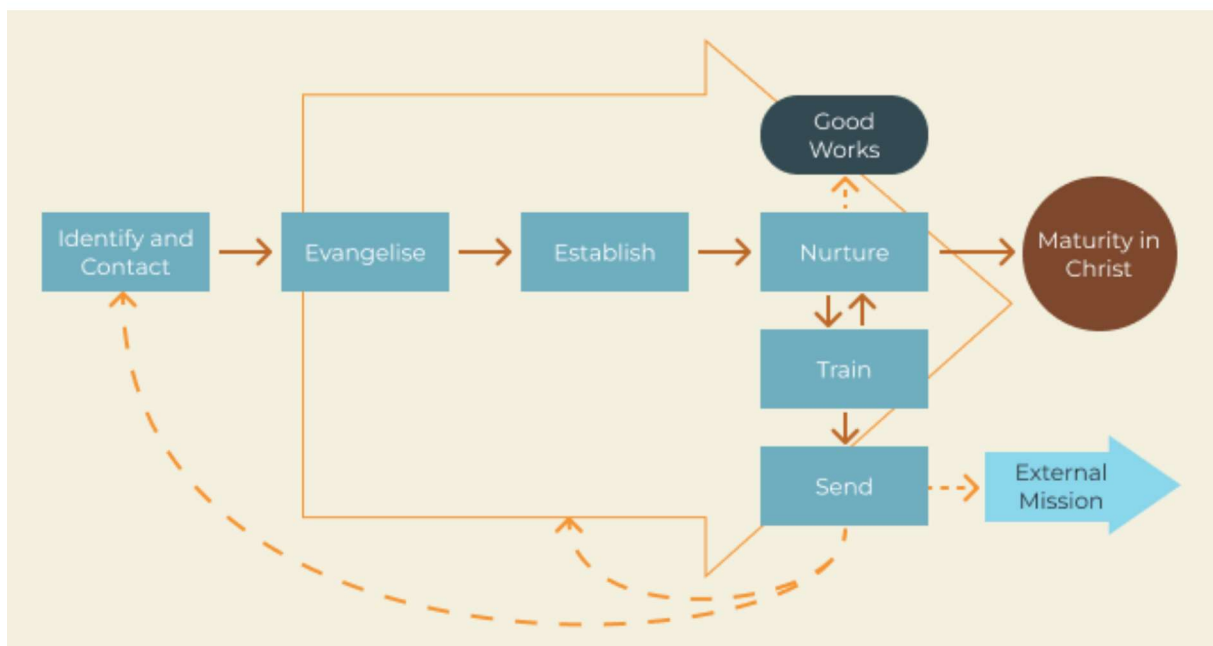 Good
Works
Identify and
Contact
Evangelise
Establish
Nurture
Maturity in
Christ
Train
Send
External
Mission